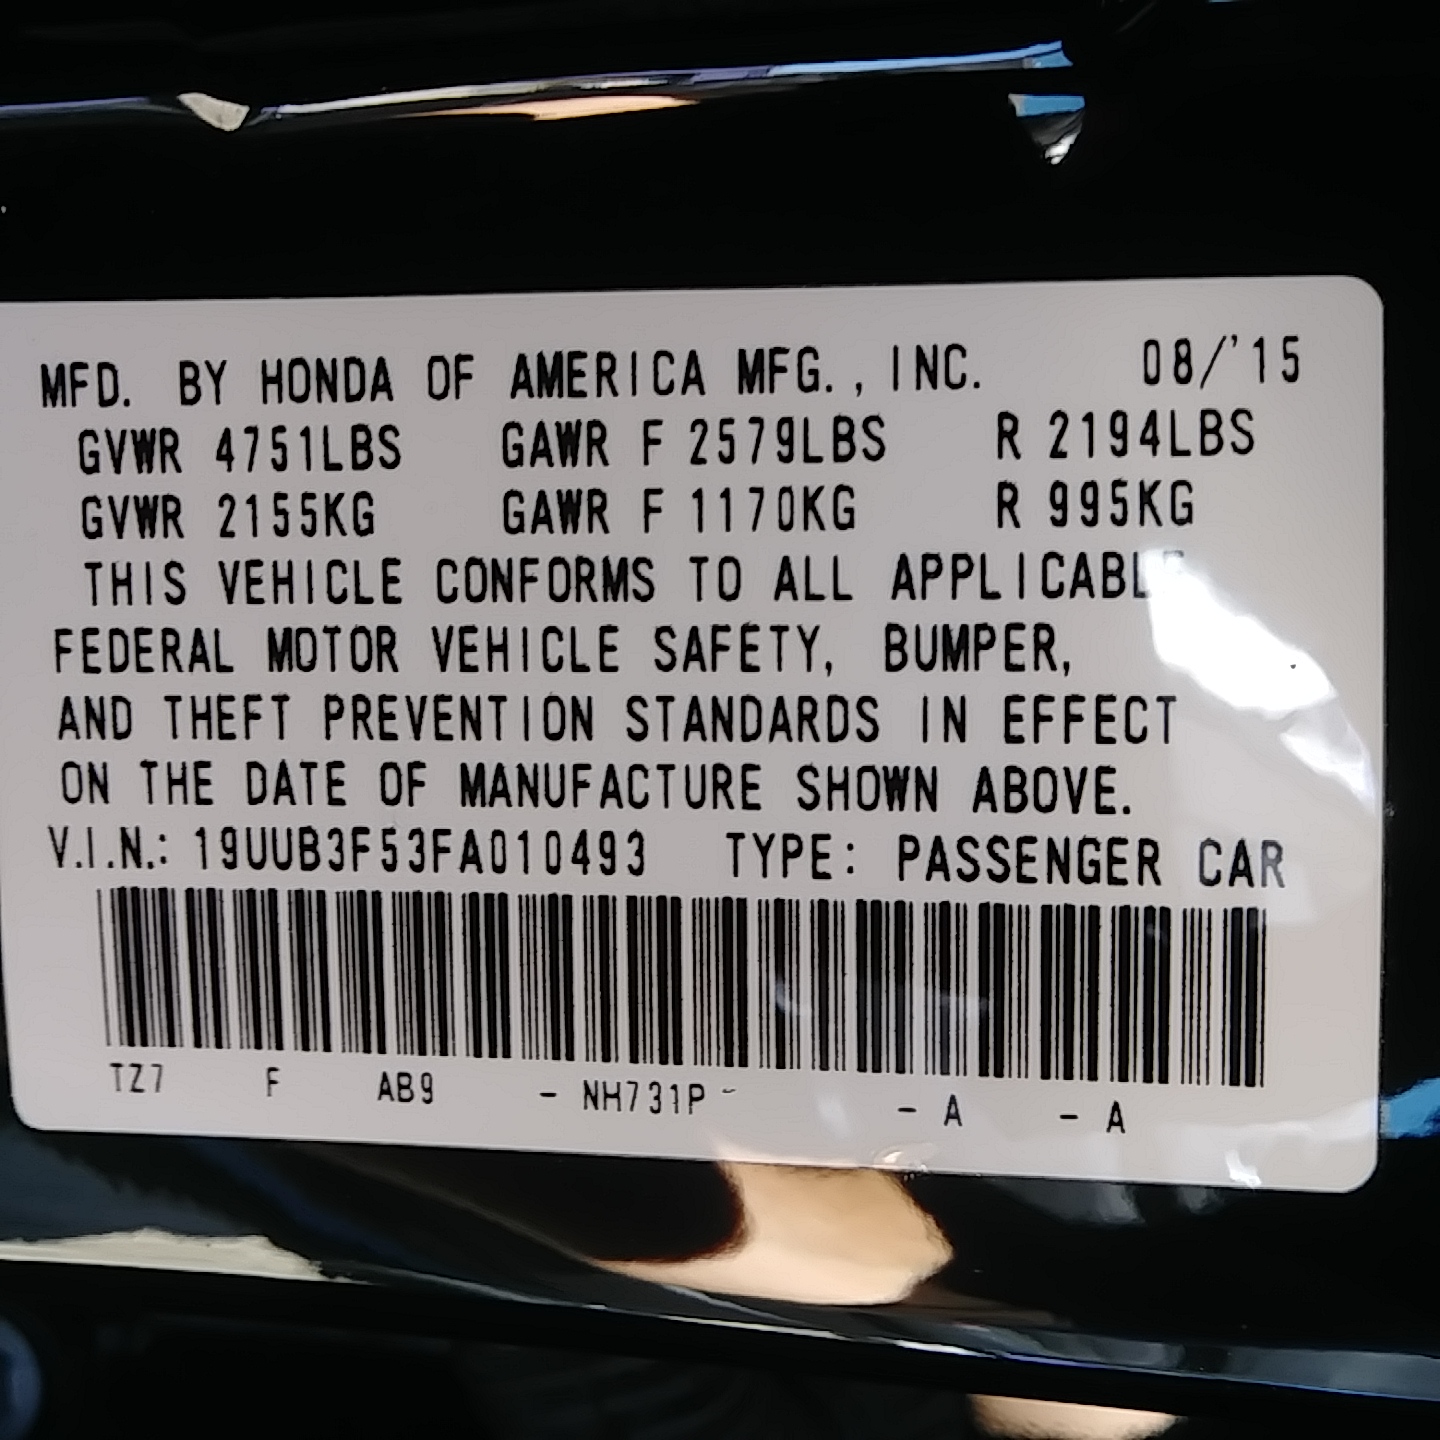 MFD. BY HONDA OF AMERICA MFG., INC. 08/'15
GVWR 4751LBS GAWR F 2579LBS R 2194LBS
GVWR 2155KG GAWR F 1170KG R 995KG
THIS VEHICLE CONFORMS TO ALL APPLICABLE
FEDERAL MOTOR VEHICLE SAFETY, BUMPER,
AND THEFT PREVENTION STANDARDS IN EFFECT
ON THE DATE OF MANUFACTURE SHOWN ABOVE.
V.I.N.: 19UUB3F53FA010493 TYPE: PASSENGER CAR
TZ7 F AB9 - NH731P - - A - A